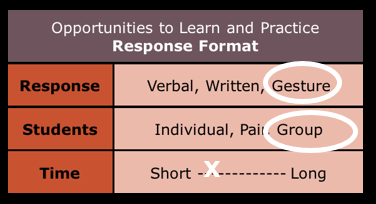 Opportunities to Learn and Practice
Response Format
Response Verbal, Written, Gesture
Students Individual, Pair Group
Time Short ------------- Long
X